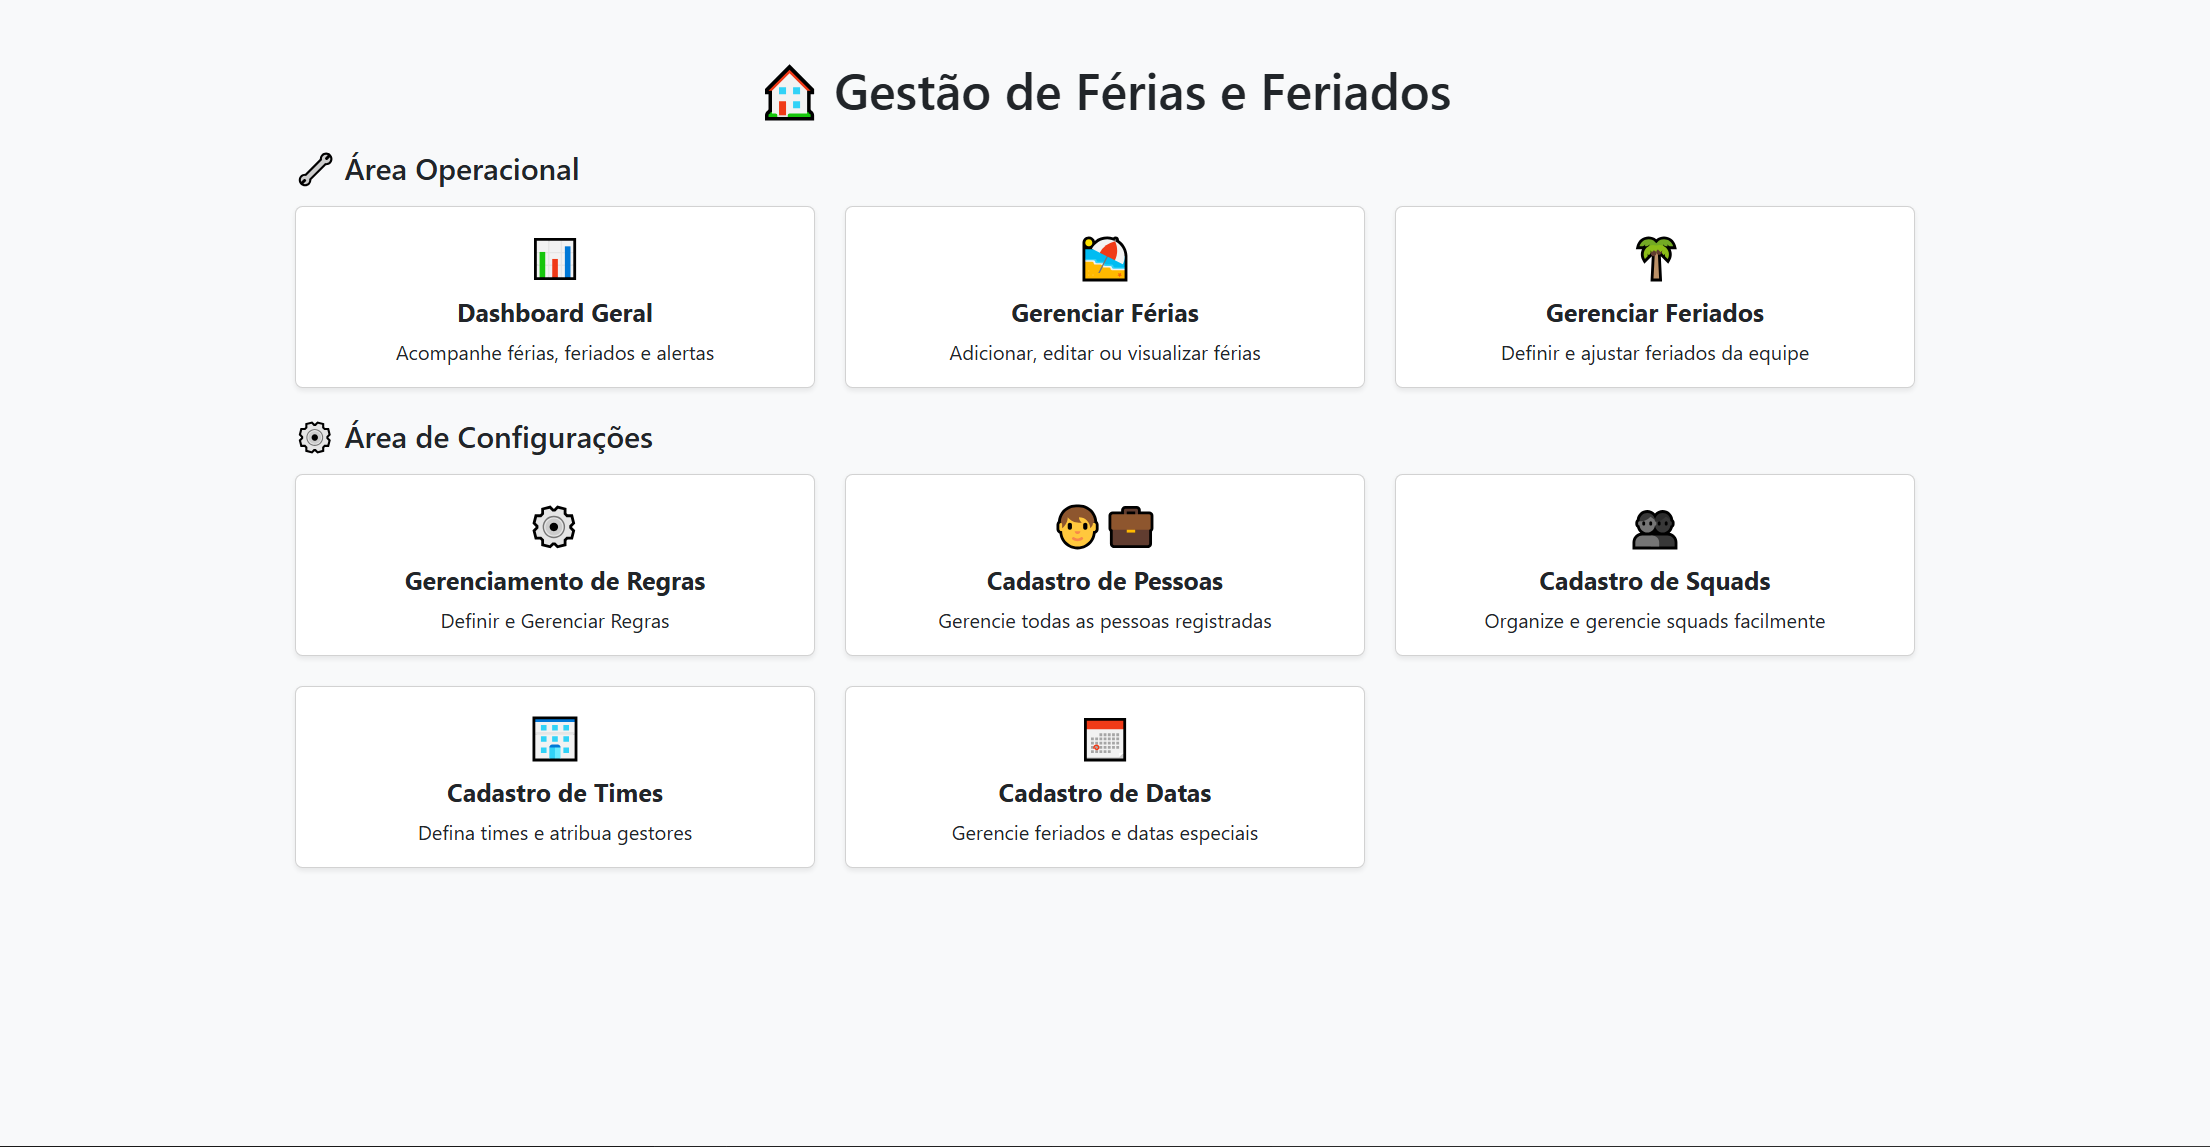 Gestão de Férias e Feriados
Área Operacional
Dashboard Geral
Acompanhe férias, feriados e alertas
Gerenciar Férias
Adicionar, editar ou visualizar férias
Gerenciar Feriados
Definir e ajustar feriados da equipe
Área de Configurações
Gerenciamento de Regras
Definir e Gerenciar Regras
Cadastro de Pessoas
Gerencie todas as pessoas registradas
Cadastro de Squads
Organize e gerencie squads facilmente
Cadastro de Times
Defina times e atribua gestores
Cadastro de Datas
Gerencie feriados e datas especiais